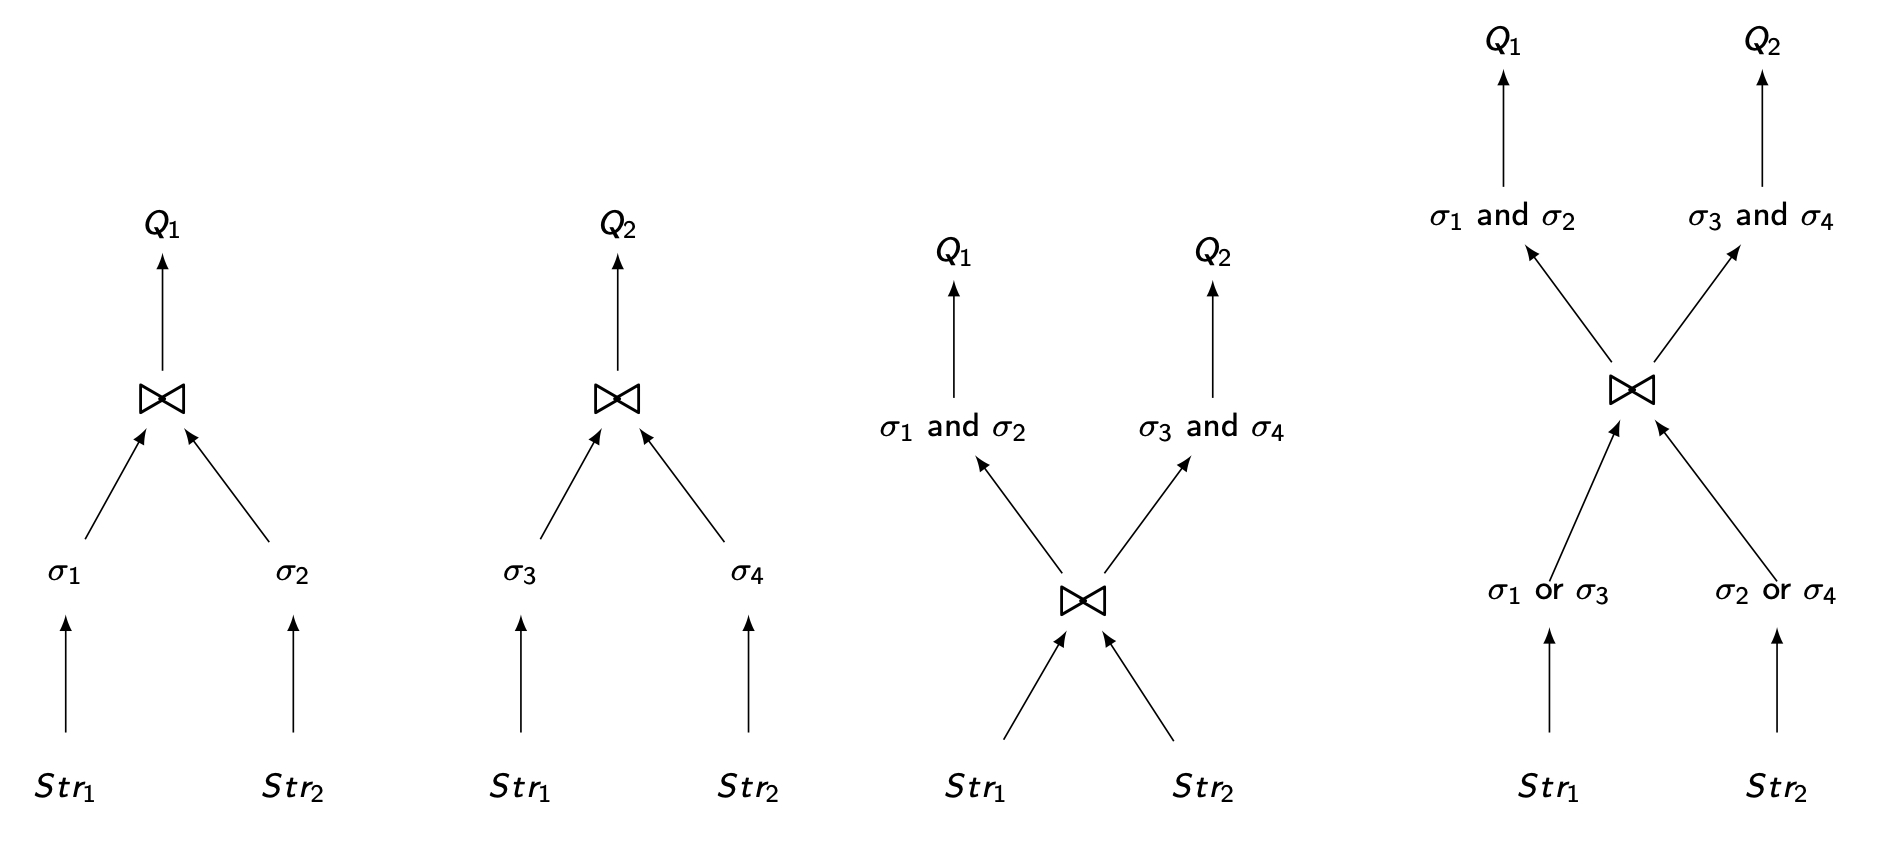 Q₁
⋈
σ₁ σ₂
Str₁ Str₂
Q₂
⋈
σ₃ σ₄
Str₁ Str₂
Q₁ Q₂
σ₁ and σ₂ σ₃ and σ₄
⋈
Str₁ Str₂
Q₁ Q₂
σ₁ and σ₂ σ₃ and σ₄
⋈
σ₁ or σ₃ σ₂ or σ₄
Str₁ Str₂